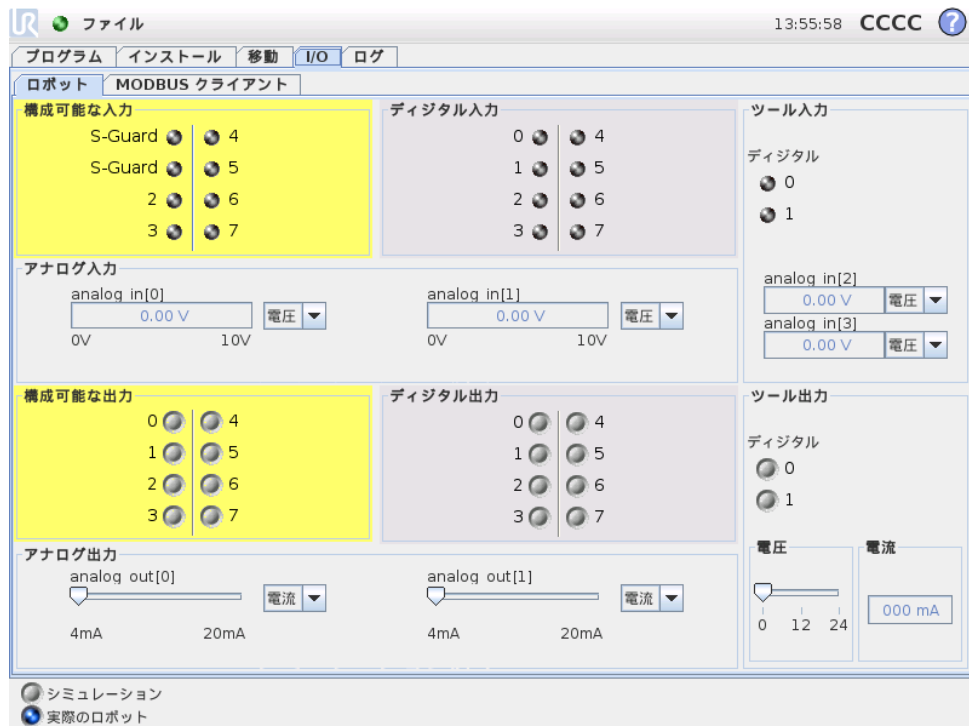 UR ファイル 13:55:58 CCCC ?
プログラム インストール 移動 I/O ログ
ロボット MODBUS クライアント
構成可能な入力
S-Guard 4
S-Guard 5
2 6
3 7
ディジタル入力
0 4
1 5
2 6
3 7
ツール入力
ディジタル
0
1
analog in[2]
0.00 V 電圧
analog in[3]
0.00 V 電圧
アナログ入力
analog in[0]
0.00 V 電圧
0V 10V
analog in[1]
0.00 V 電圧
0V 10V
構成可能な出力
0 4
1 5
2 6
3 7
ディジタル出力
0 4
1 5
2 6
3 7
ツール出力
ディジタル
0
1
電圧
0 12 24
電流
000 mA
アナログ出力
analog out[0]
電流
4mA 20mA
analog out[1]
電流
4mA 20mA
シミュレーション
実際のロボット